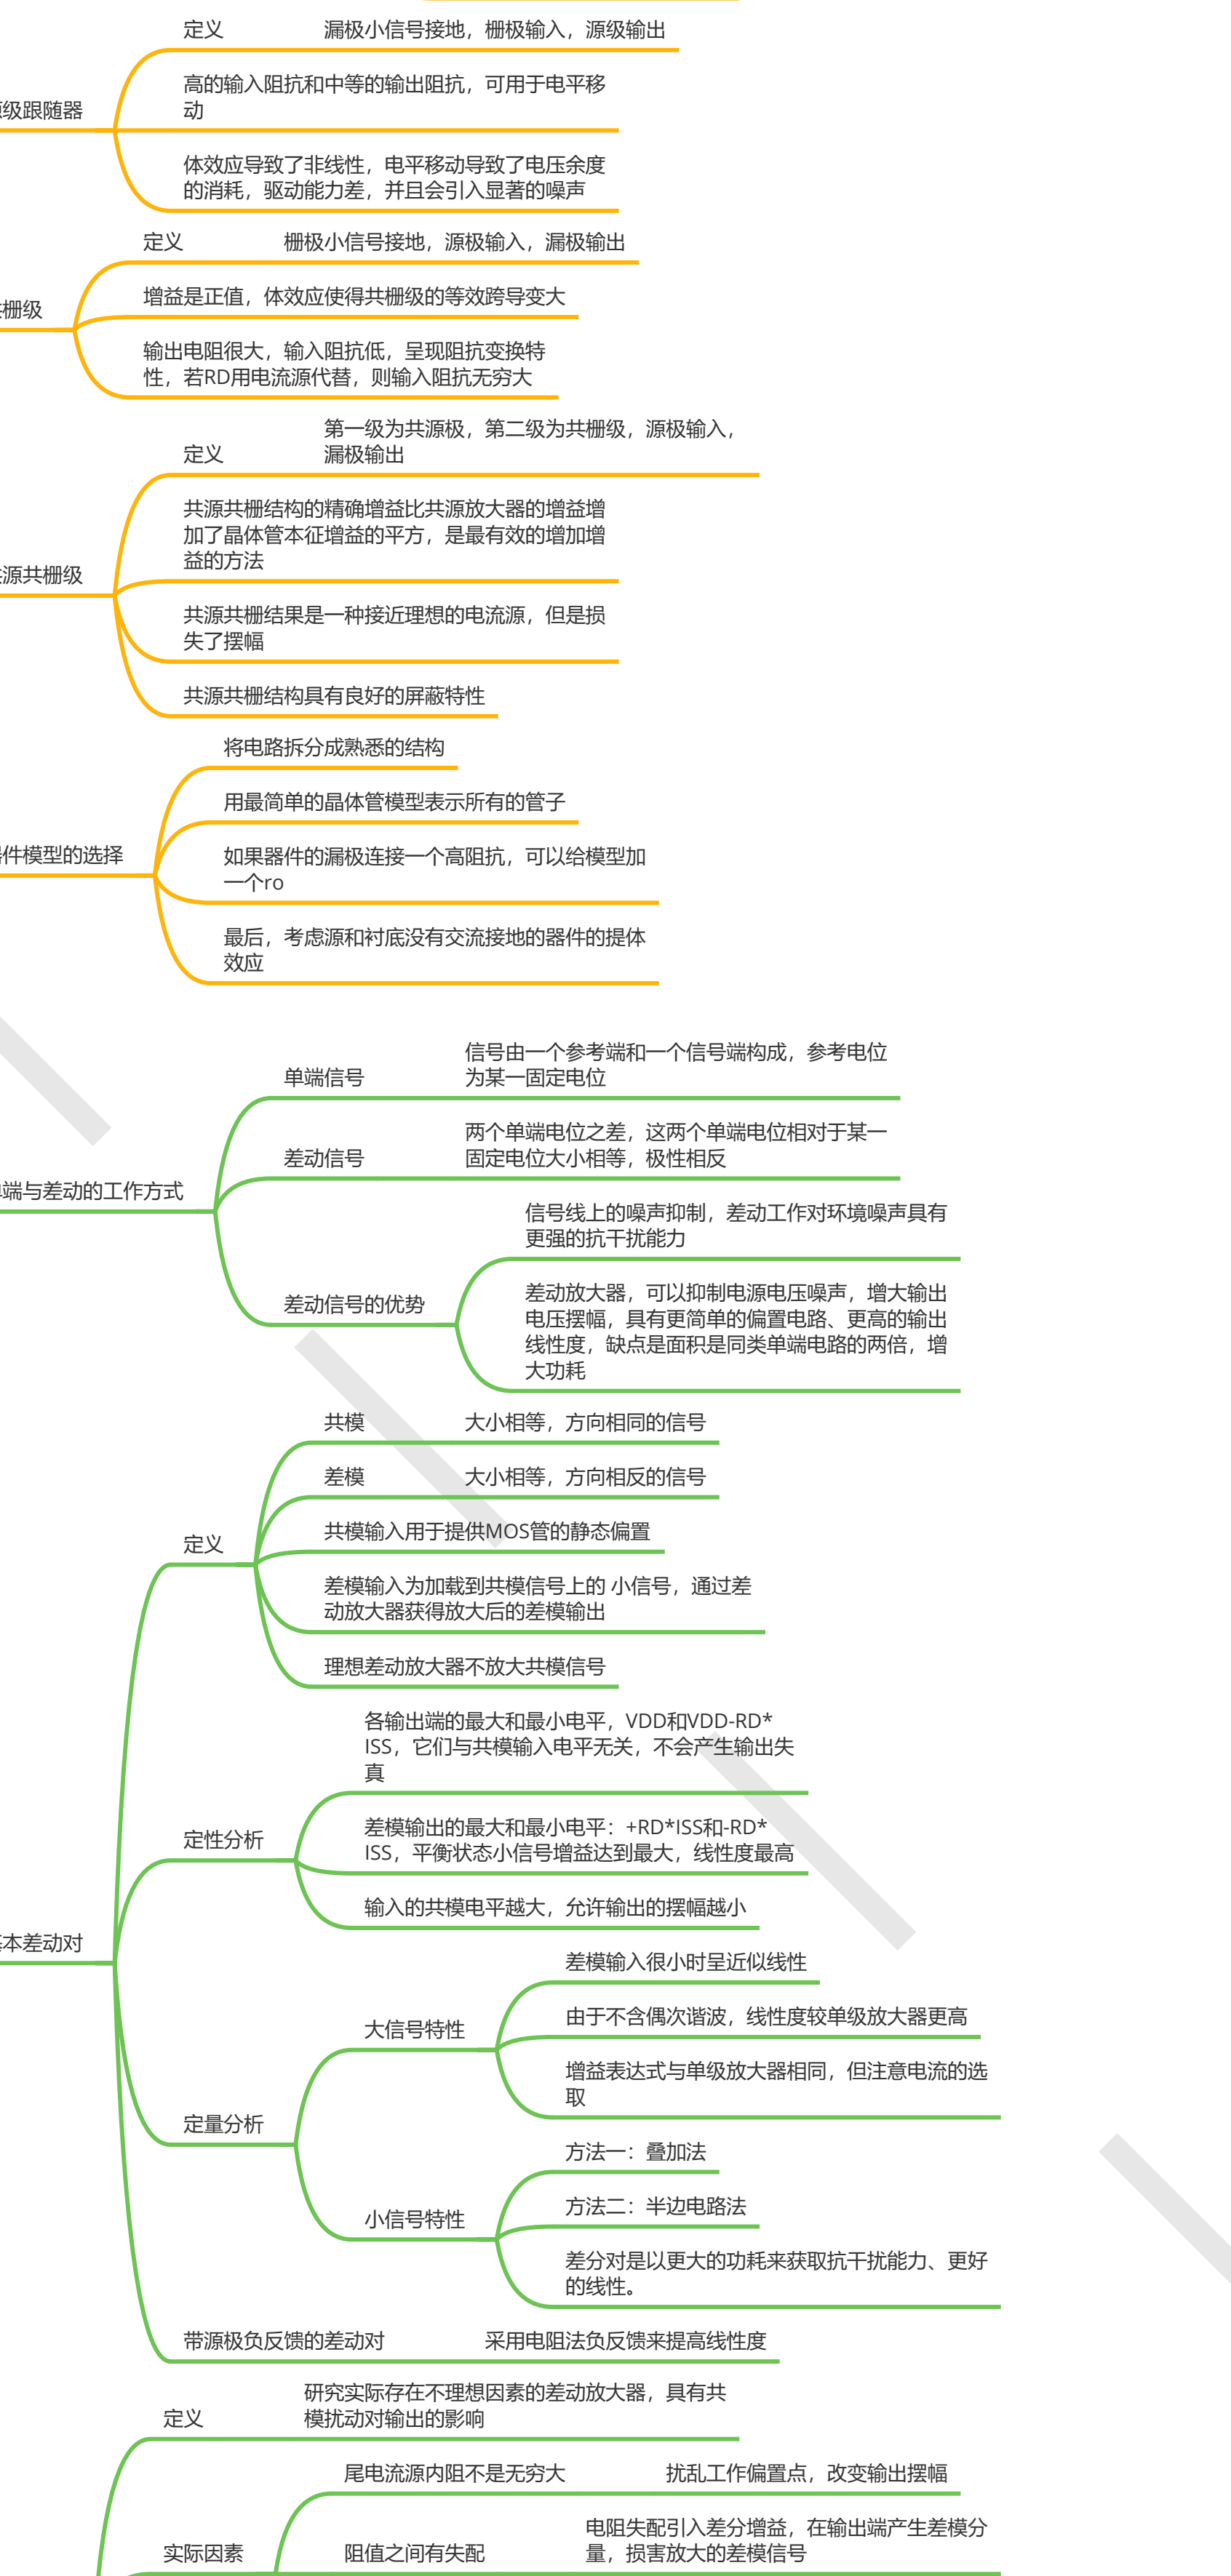 定义
漏极小信号接地，栅极输入，源级输出
高的输入阻抗和中等的输出阻抗，可用于电平移
动
级跟随器
体效应导致了非线性，电平移动导致了电压余度
的消耗，驱动能力差，并且会引入显著的噪声
定义
栅极小信号接地，源极输入，漏极输出
增益是正值，体效应使得共栅级的等效跨导变大
栅级
输出电阻很大，输入阻抗低，呈现阻抗变换特
性，若RD用电流源代替，则输入阻抗无穷大
定义
第一级为共源极，第二级为共栅级，源极输入，
漏极输出
共源共栅结构的精确增益比共源放大器的增益增
加了晶体管本征增益的平方，是最有效的增加增
益的方法
源共栅级
共源共栅结果是一种接近理想的电流源，但是损
失了摆幅
共源共栅结构具有良好的屏蔽特性
将电路拆分成熟悉的结构
用最简单的晶体管模型表示所有的管子
件模型的选择
如果器件的漏极连接一个高阻抗，可以给模型加
一个ro
最后，考虑源和衬底没有交流接地的器件的提体
效应
单端信号
信号由一个参考端和一个信号端构成，参考电位
为某一固定电位
差动信号
两个单端电位之差，这两个单端电位相对于某一
固定电位大小相等，极性相反
端与差动的工作方式
差动信号的优势
信号线上的噪声抑制，差动工作对环境噪声具有
更强的抗干扰能力
差动放大器，可以抑制电源电压噪声，增大输出
电压摆幅，具有更简单的偏置电路、更高的输出
线性度，缺点是面积是同类单端电路的两倍，增
大功耗
共模
大小相等，方向相同的信号
差模
大小相等，方向相反的信号
定义
共模输入用于提供MOS管的静态偏置
差模输入为加载到共模信号上的 小信号，通过差
动放大器获得放大后的差模输出
理想差动放大器不放大共模信号
各输出端的最大和最小电平，VDD和VDD-RD*
ISS，它们与共模输入电平无关，不会产生输出失
真
定性分析
差模输出的最大和最小电平：+RD*ISS和-RD*
ISS，平衡状态小信号增益达到最大，线性度最高
输入的共模电平越大，允许输出的摆幅越小
本差动对
差模输入很小时呈近似线性
大信号特性
由于不含偶次谐波，线性度较单级放大器更高
增益表达式与单级放大器相同，但注意电流的选
取
定量分析
方法一：叠加法
方法二：半边电路法
小信号特性
差分对是以更大的功耗来获取抗干扰能力、更好
的线性。
带源极负反馈的差动对
采用电阻法负反馈来提高线性度
定义
研究实际存在不理想因素的差动放大器，具有共
模扰动对输出的影响
尾电流源内阻不是无穷大
扰乱工作偏置点，改变输出摆幅
实际因素
阻值之间有失配
电阻失配引入差分增益，在输出端产生差模分
量，损害放大的差模信号